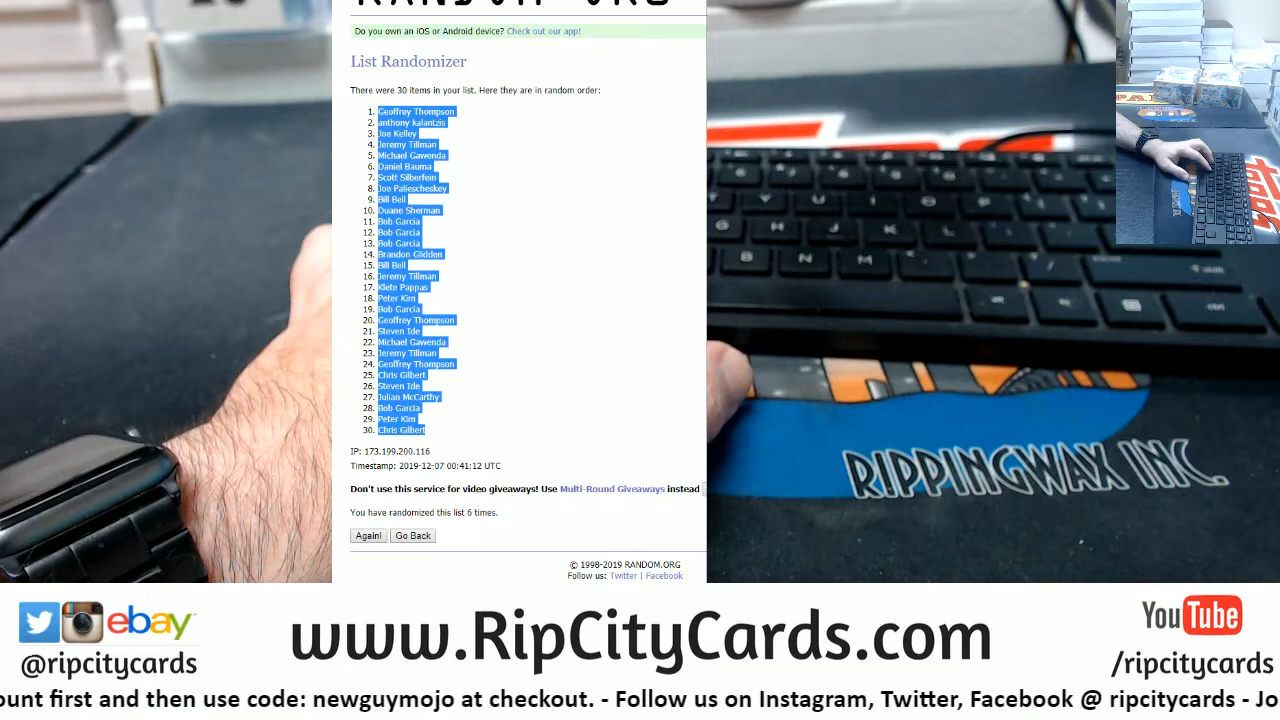 RANDOM.ORG
Do you own an iOS or Android device? Check out our app!
List Randomizer
There were 30 items in your list. Here they are in random order:
1. Geoffrey Thompson
2. anthony kalantzis
3. Joe Kelley
4. Jeremy Tillman
5. Michael Gawenda
6. Daniel Bauma
7. Scott Silberfein
8. Joe Paliescheskey
9. Bill Bell
10. Duane Sherman
11. Bob Garcia
12. Bob Garcia
13. Bob Garcia
14. Brandon Glidden
15. Bill Bell
16. Jeremy Tillman
17. Klete Pappas
18. Peter Kim
19. Bob Garcia
20. Geoffrey Thompson
21. Steven Ide
22. Michael Gawenda
23. Jeremy Tillman
24. Geoffrey Thompson
25. Chris Gilbert
26. Steven Ide
27. Julian McCarthy
28. Bob Garcia
29. Peter Kim
30. Chris Gilbert
IP: 173.199.200.116
Timestamp: 2019-12-07 00:41:12 UTC
Don't use this service for video giveaways! Use Multi-Round Giveaways instead
You have randomized this list 6 times.
Again! Go Back
© 1998-2019 RANDOM.ORG
Follow us: Twitter | Facebook
RIPPINGWAX INC.
ebay
@ripcitycards
www.RipCityCards.com
YouTube
/ripcitycards
ount first and then use code: newguymojo at checkout. - Follow us on Instagram, Twitter, Facebook @ ripcitycards - Jo